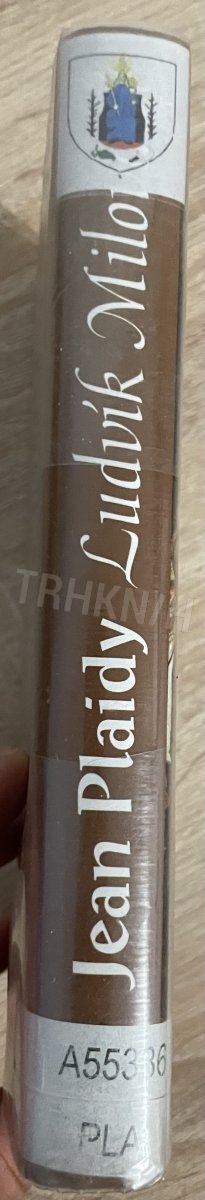 Jean Plaidy Ludvík Milo
TRHKNIH
A55386
PLA